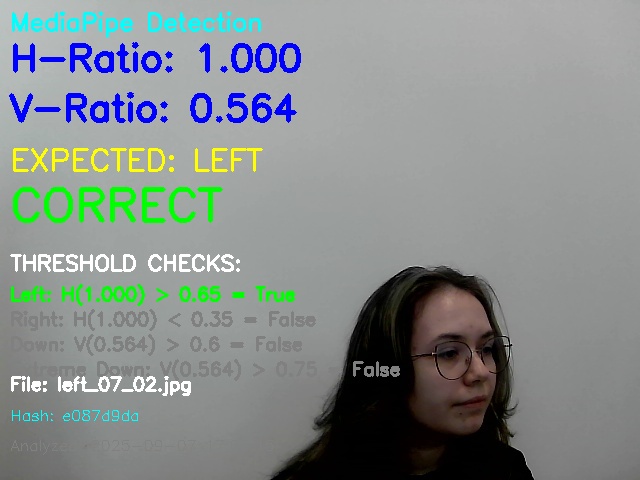 MediaPipe Detection
H-Ratio: 1.000
V-Ratio: 0.564
EXPECTED: LEFT
CORRECT
THRESHOLD CHECKS:
Left: H(1.000) > 0.65 = True
Right: H(1.000) < 0.35 = False
Down: V(0.564) > 0.6 = False
Extreme Down: V(0.564) > 0.75 = False
File: left_07_02.jpg
Hash: e087d9da